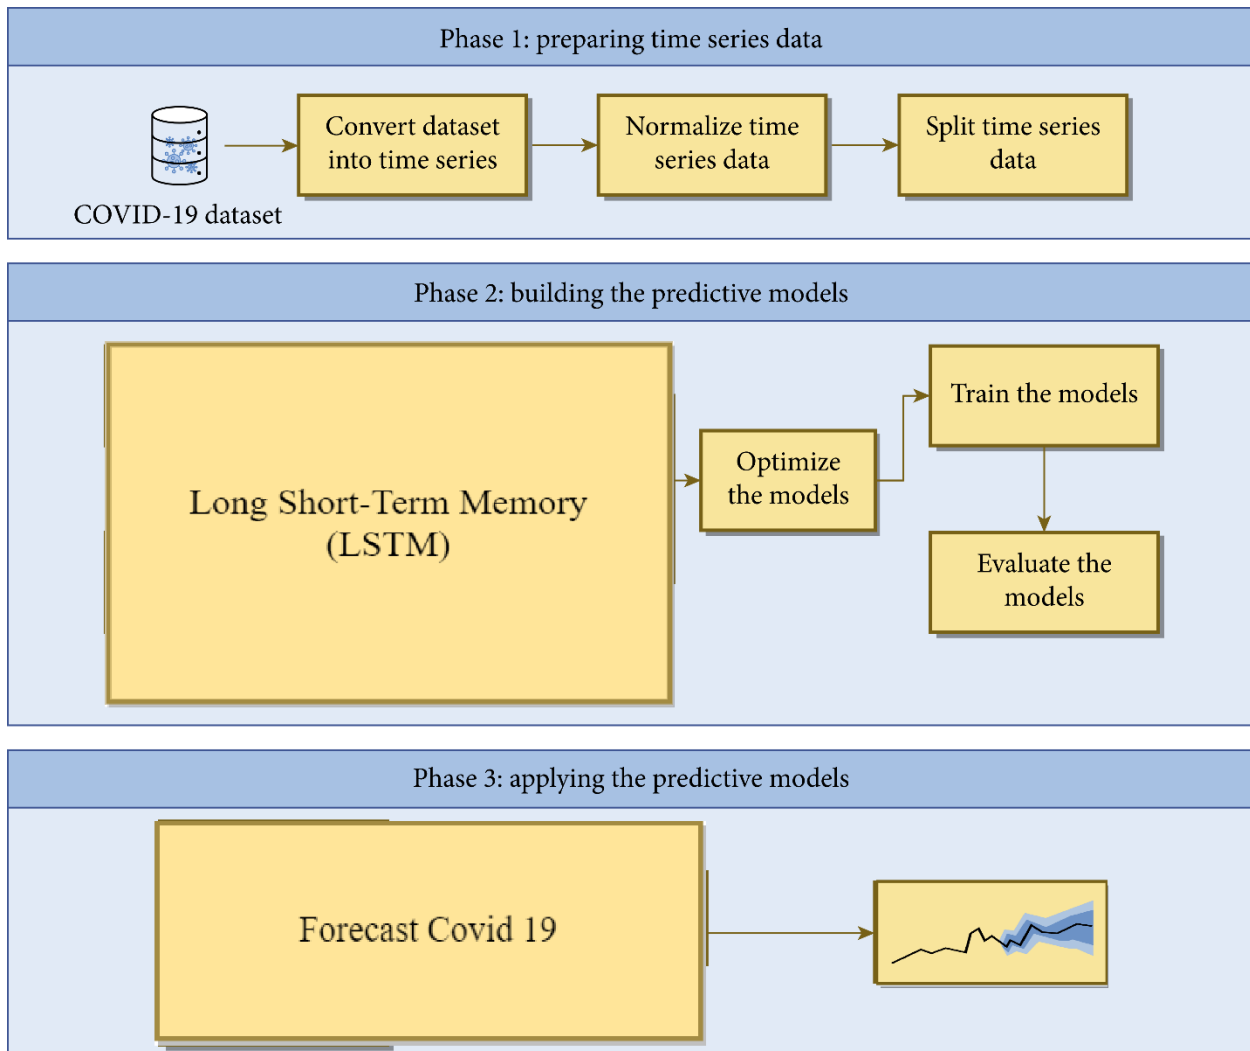 Phase 1: preparing time series data
Convert dataset
into time series
Normalize time
series data
Split time series
data
COVID-19 dataset
Phase 2: building the predictive models
Long Short-Term Memory
(LSTM)
Optimize
the models
Train the models
Evaluate the
models
Phase 3: applying the predictive models
Forecast Covid 19